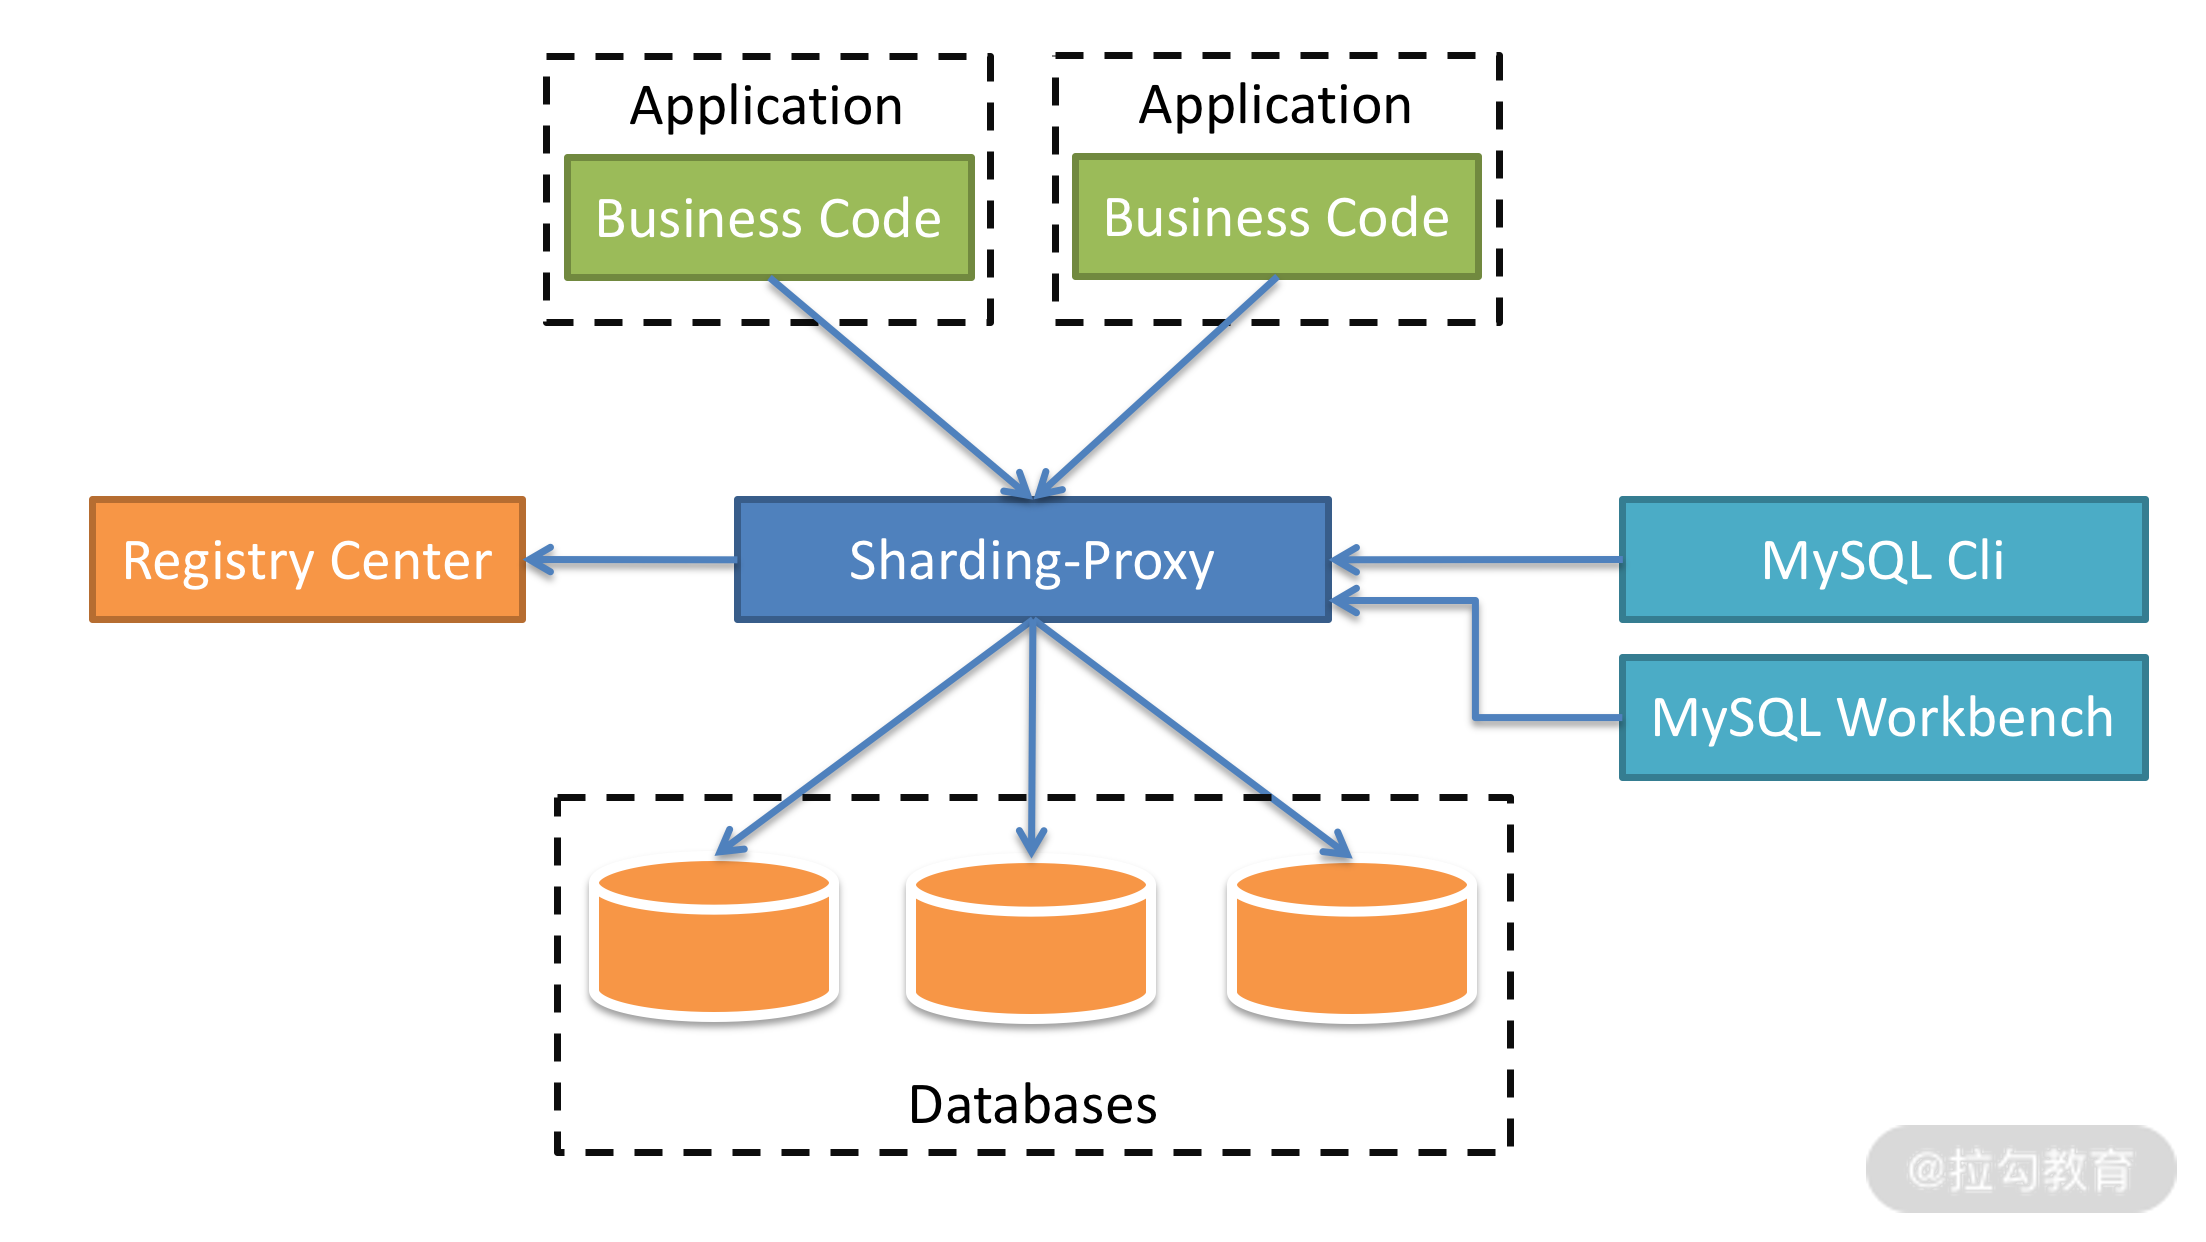 Application
Application
Business Code
Business Code
Registry Center
Sharding-Proxy
MySQL Cli
MySQL Workbench
Databases
@拉勾教育